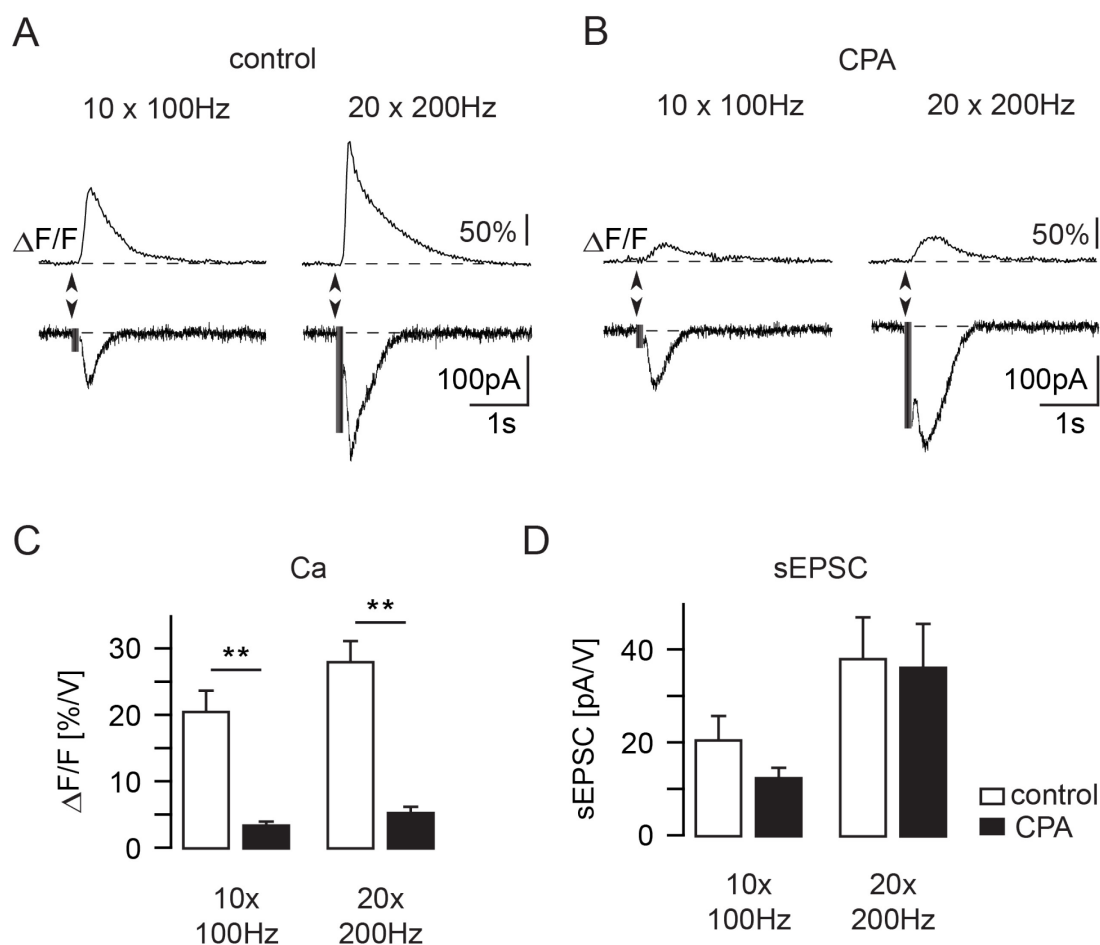 A
control
10 x 100Hz
20 x 200Hz
ΔF/F
50%
100pA
1s
B
CPA
10 x 100Hz
20 x 200Hz
ΔF/F
50%
100pA
1s
C
Ca
ΔF/F [%/V]
30
20
10
0
**
**
10x
100Hz
20x
200Hz
D
sEPSC
sEPSC [pA/V]
40
20
0
10x
100Hz
20x
200Hz
control
CPA